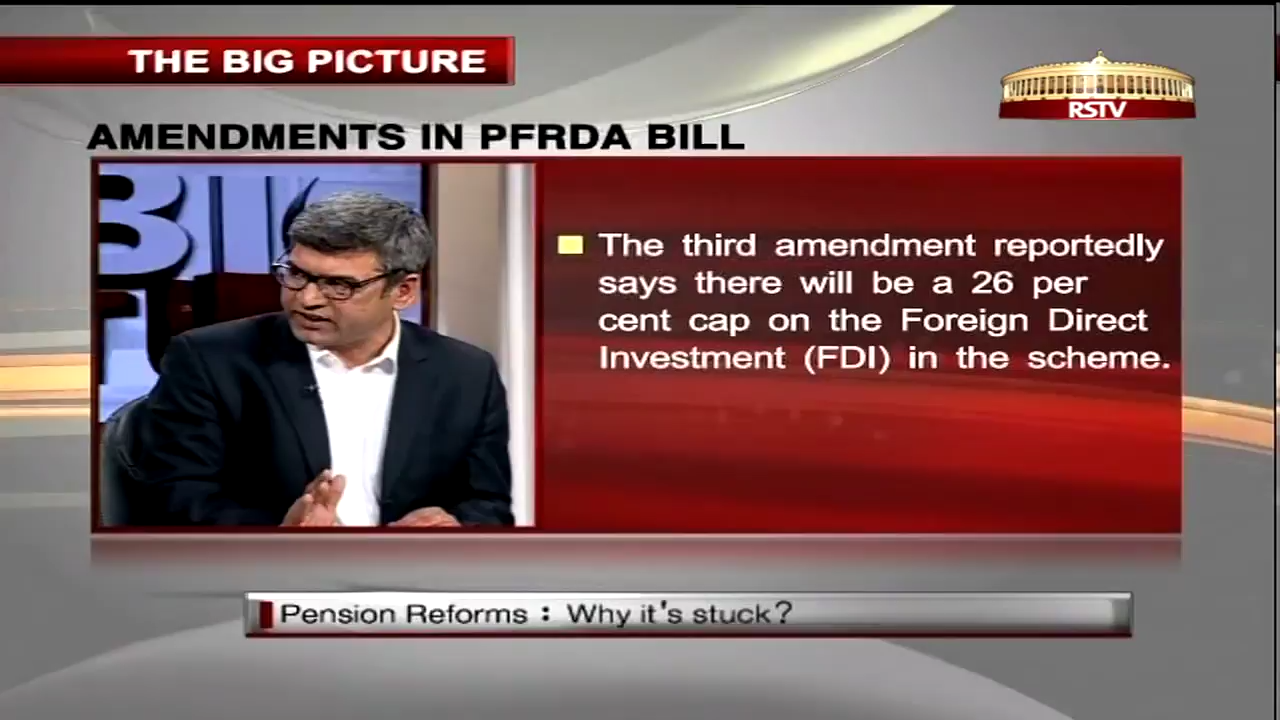 THE BIG PICTURE
RSTV
AMENDMENTS IN PFRDA BILL
BI
The third amendment reportedly
says there will be a 26 per
cent cap on the Foreign Direct
Investment (FDI) in the scheme.
Pension Reforms : Why it's stuck?